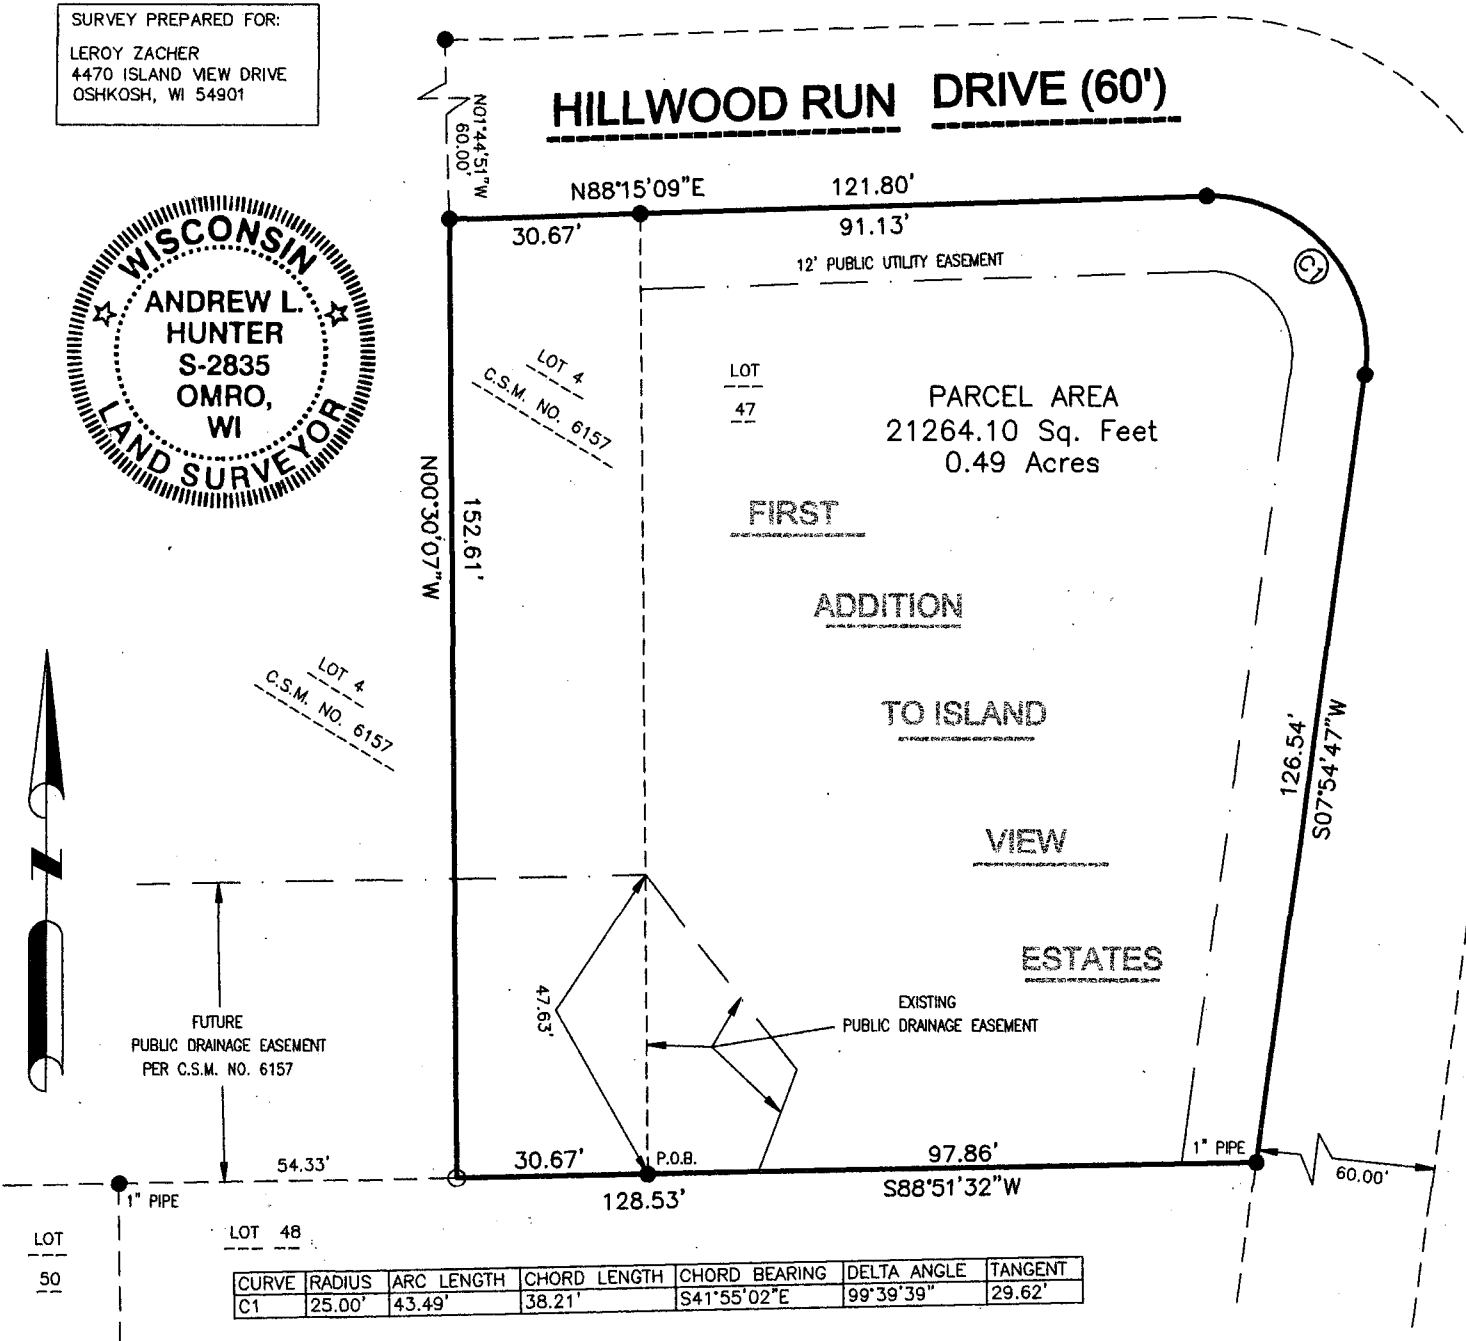 SURVEY PREPARED FOR:
LEROY ZACHER
4470 ISLAND VIEW DRIVE
OSHKOSH, WI 54901
HILLWOOD RUN DRIVE (60')
N01°44'51"W
60.00'
N88°15'09"E 121.80'
30.67' 91.13'
12' PUBLIC UTILITY EASEMENT
C1
WISCONSIN
ANDREW L.
HUNTER
S-2835
OMRO,
WI
LAND SURVEYOR
LOT 4
C.S.M. NO. 6157
LOT
47
PARCEL AREA
21264.10 Sq. Feet
0.49 Acres
N00°30'07"W
152.61'
FIRST
ADDITION
TO ISLAND
VIEW
ESTATES
LOT 4
C.S.M. NO. 6157
126.54'
S07°54'47"W
N
47.63'
EXISTING
PUBLIC DRAINAGE EASEMENT
FUTURE
PUBLIC DRAINAGE EASEMENT
PER C.S.M. NO. 6157
54.33'
30.67'
P.O.B.
97.86'
1" PIPE
60.00'
1" PIPE
128.53'
S88°51'32"W
LOT
50
LOT 48
CURVE RADIUS ARC LENGTH CHORD LENGTH CHORD BEARING DELTA ANGLE TANGENT
C1 25.00' 43.49' 38.21' S41°55'02"E 99°39'39" 29.62'